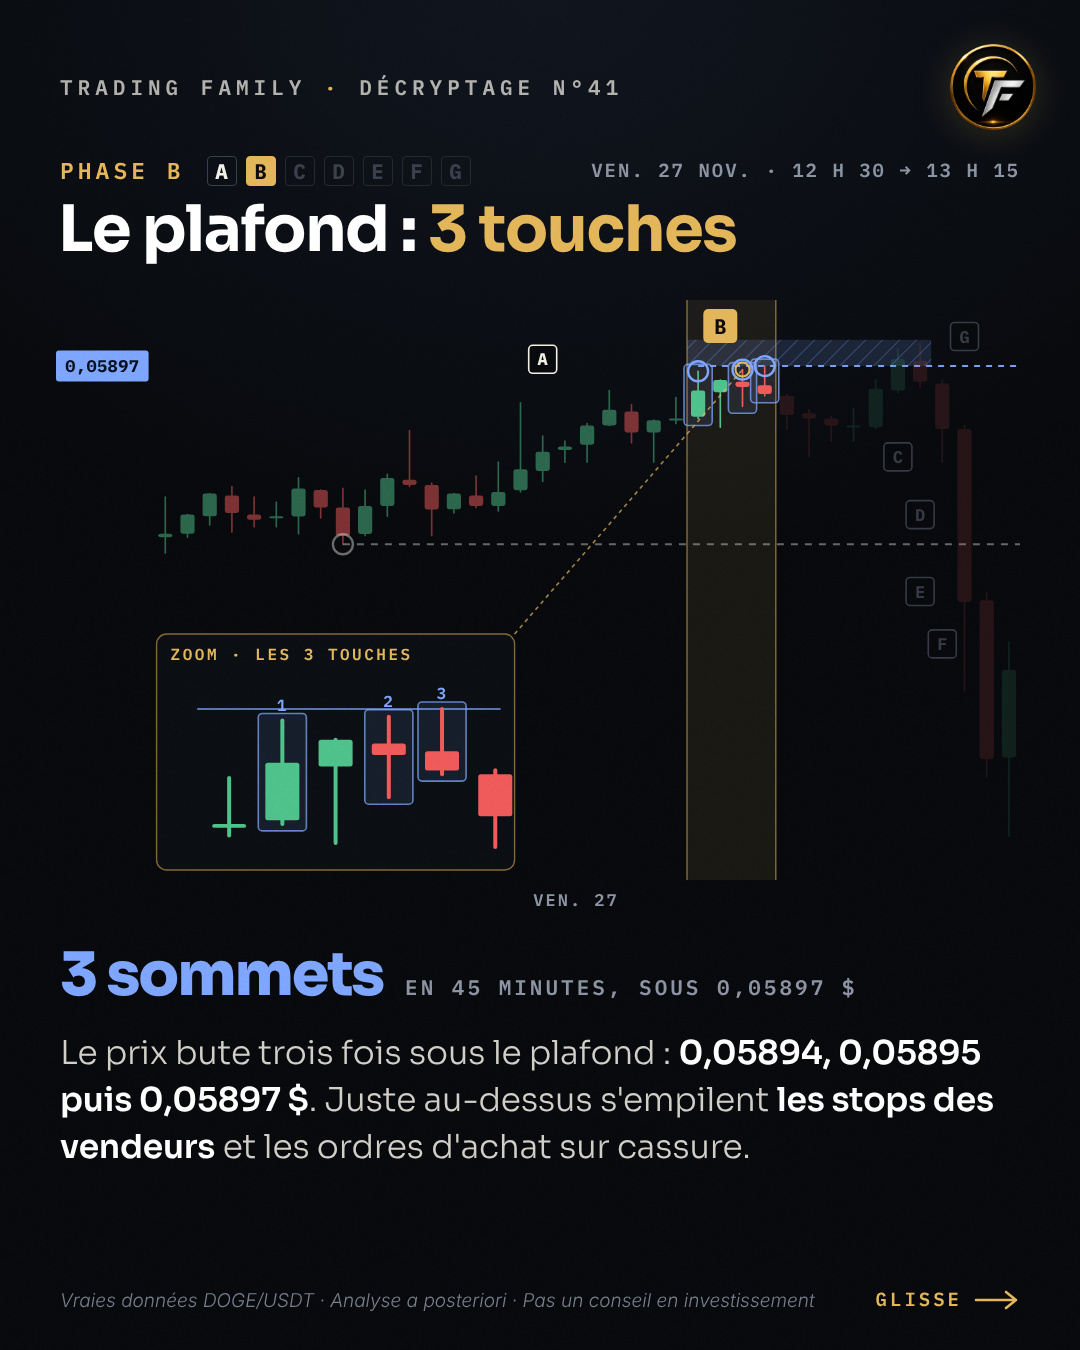 TRADING FAMILY · DÉCRYPTAGE N°41
TF
PHASE B A B C D E F G
VEN. 27 NOV. · 12 H 30 → 13 H 15
Le plafond : 3 touches
B
G
0,05897
A
C
D
E
F
ZOOM · LES 3 TOUCHES
1
2
3
VEN. 27
3 sommets EN 45 MINUTES, SOUS 0,05897 $
Le prix bute trois fois sous le plafond : 0,05894, 0,05895
puis 0,05897 $. Juste au-dessus s'empilent les stops des
vendeurs et les ordres d'achat sur cassure.
Vraies données DOGE/USDT · Analyse a posteriori · Pas un conseil en investissement
GLISSE →